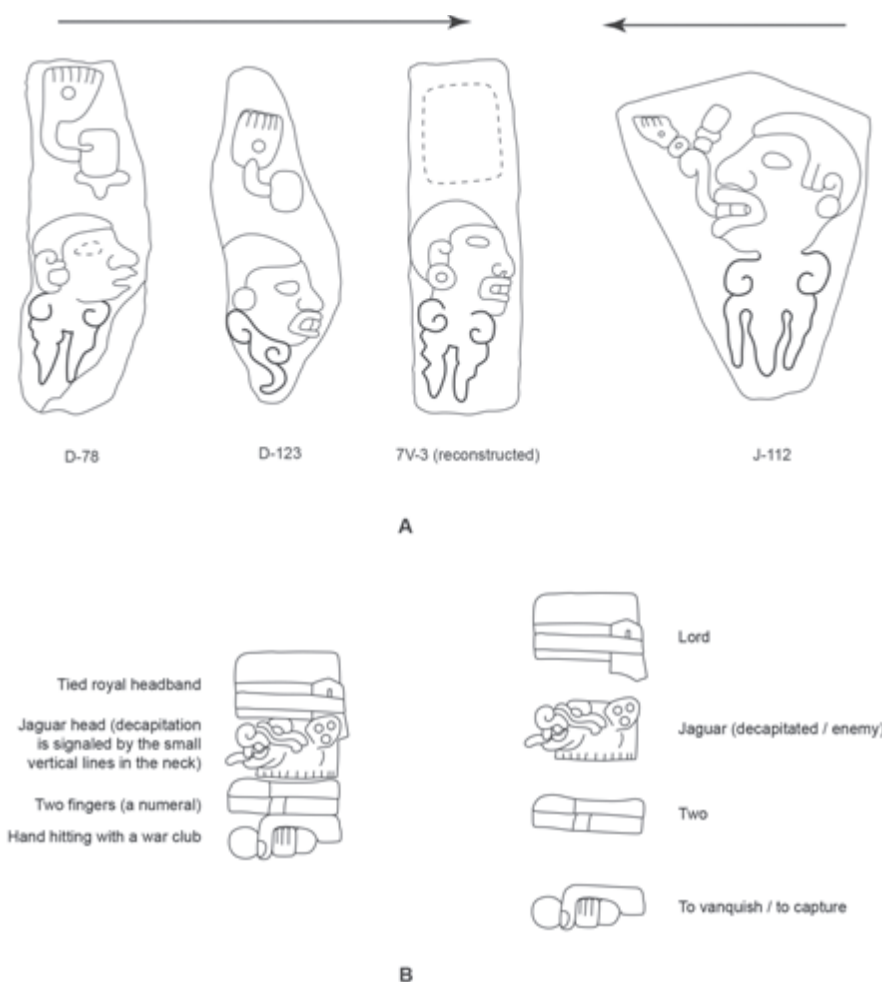 D-78
D-123
7V-3 (reconstructed)
J-112
A
Tied royal headband
Jaguar head (decapitation
is signaled by the small
vertical lines in the neck)
Two fingers (a numeral)
Hand hitting with a war club
Lord
Jaguar (decapitated / enemy)
Two
To vanquish / to capture
B